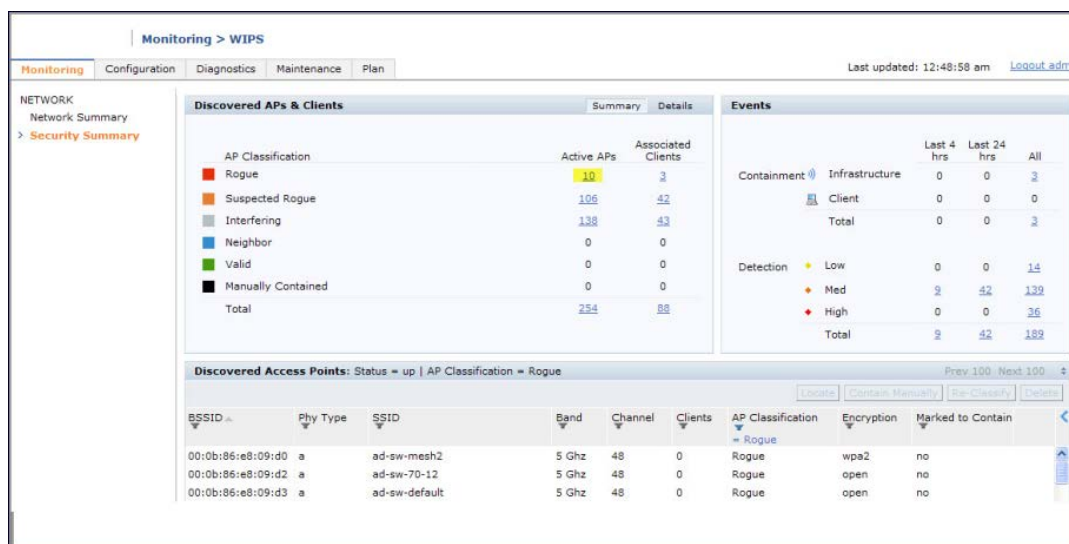 Monitoring > WIPS
Monitoring Configuration Diagnostics Maintenance Plan
Last updated: 12:48:58 am Logout adm
NETWORK
Network Summary
> Security Summary
Discovered APs & Clients Summary Details
AP Classification Active APs Associated Clients
Rogue 10 3
Suspected Rogue 106 42
Interfering 138 43
Neighbor 0 0
Valid 0 0
Manually Contained 0 0
Total 254 88
Events
Last 4 hrs Last 24 hrs All
Containment Infrastructure 0 0 3
Client 0 0 0
Total 0 0 3
Detection Low 0 0 14
Med 9 42 139
High 0 0 36
Total 9 42 189
Discovered Access Points: Status = up | AP Classification = Rogue Prev 100 Next 100
Locate Contain Manually Re-Classify Delete
BSSID Phy Type SSID Band Channel Clients AP Classification Encryption Marked to Contain
= Rogue
00:0b:86:e8:09:d0 a ad-sw-mesh2 5 Ghz 48 0 Rogue wpa2 no
00:0b:86:e8:09:d2 a ad-sw-70-12 5 Ghz 48 0 Rogue open no
00:0b:86:e8:09:d3 a ad-sw-default 5 Ghz 48 0 Rogue open no